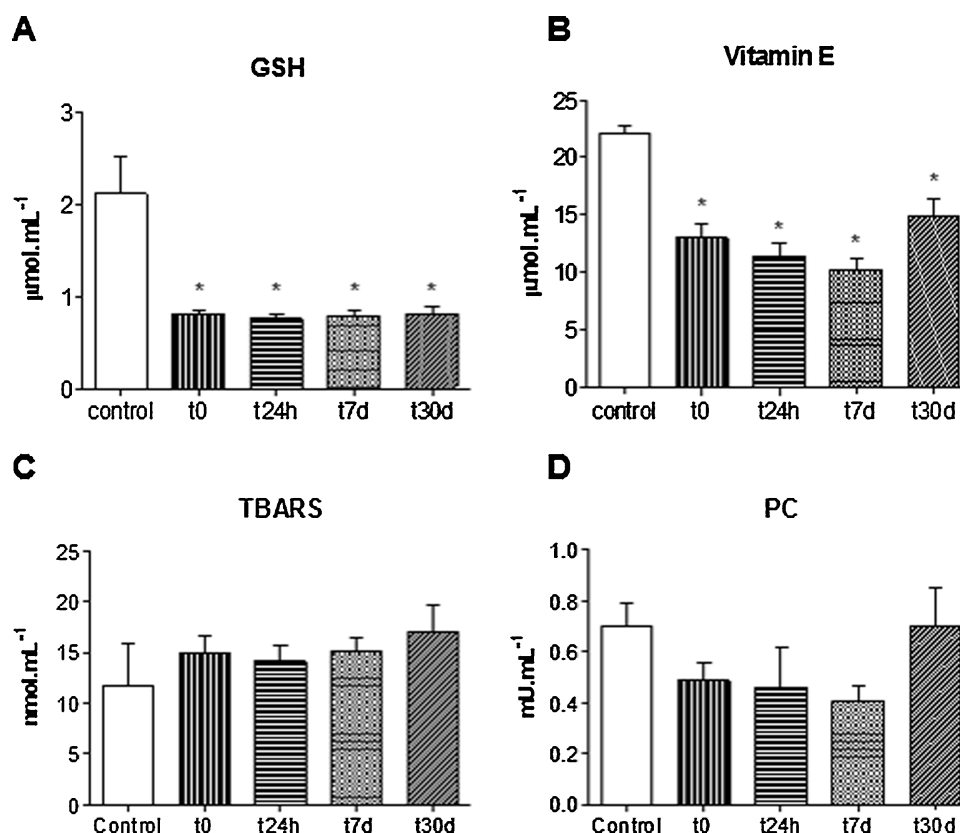 A
GSH
3
2
1
0
μmol.mL⁻¹
* * * *
control t0 t24h t7d t30d
B
Vitamin E
25
20
15
10
5
0
μmol.mL⁻¹
* * * *
control t0 t24h t7d t30d
C
TBARS
25
20
15
10
5
0
nmol.mL⁻¹
Control t0 t24h t7d t30d
D
PC
1.0
0.8
0.6
0.4
0.2
0.0
mU.mL⁻¹
Control t0 t24h t7d t30d